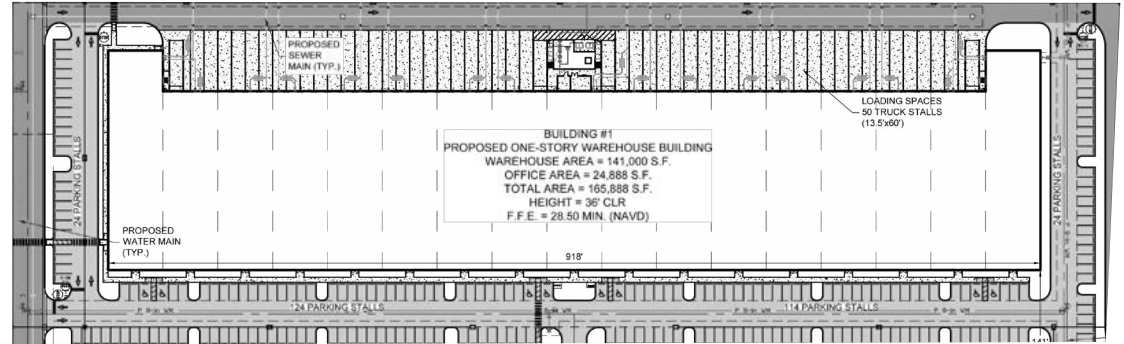 PROPOSED
SEWER
MAIN (TYP.)
LOADING SPACES
50 TRUCK STALLS
(13.5'x60')
BUILDING #1
PROPOSED ONE-STORY WAREHOUSE BUILDING
WAREHOUSE AREA = 141,000 S.F.
OFFICE AREA = 24,888 S.F.
TOTAL AREA = 165,888 S.F.
HEIGHT = 36' CLR
F.F.E. = 28.50 MIN. (NAVD)
24 PARKING STALLS
24 PARKING STALLS
PROPOSED
WATER MAIN
(TYP.)
918'
124 PARKING STALLS
114 PARKING STALLS
141'